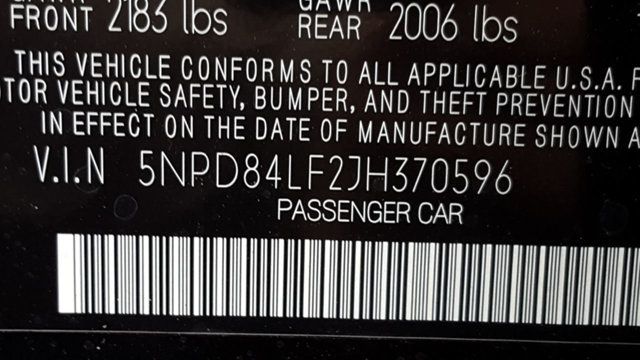 FRONT 2183 lbs GAWR
REAR 2006 lbs
THIS VEHICLE CONFORMS TO ALL APPLICABLE U.S.A. F
TOR VEHICLE SAFETY, BUMPER, AND THEFT PREVENTION
IN EFFECT ON THE DATE OF MANUFACTURE SHOWN A
V.I.N 5NPD84LF2JH370596
PASSENGER CAR